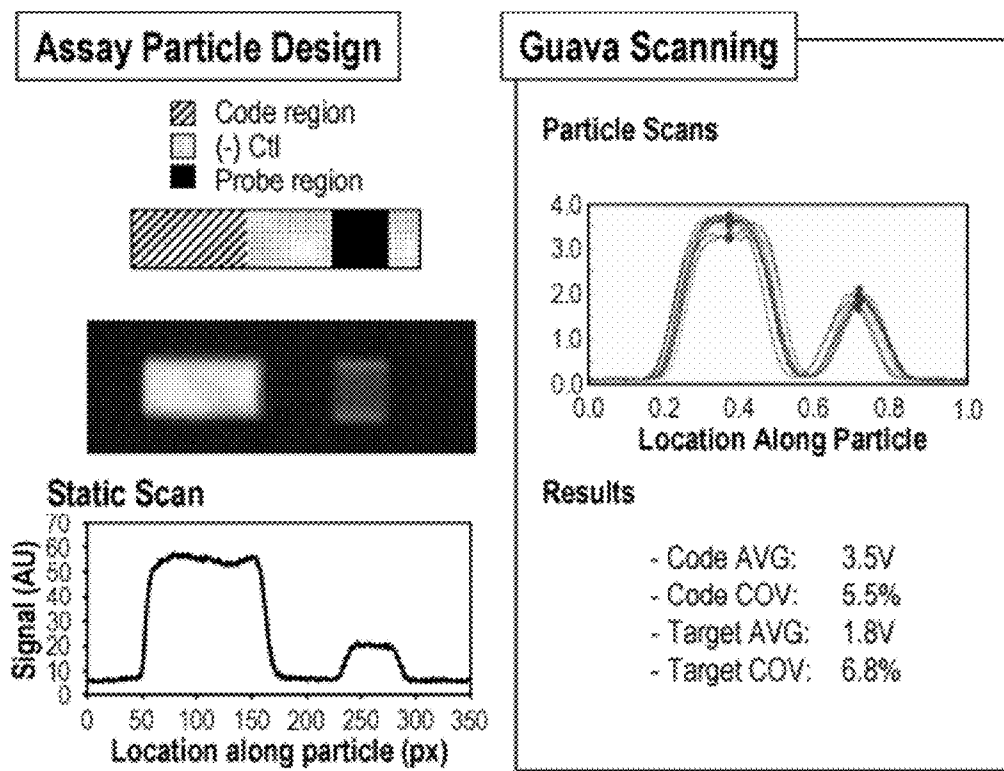 Assay Particle Design
Code region
(-) Ctl
Probe region
Static Scan
Signal (AU)
70
60
50
40
30
20
10
0
0 50 100 150 200 250 300 350
Location along particle (px)
Guava Scanning
Particle Scans
4.0
3.0
2.0
1.0
0.0
0.0 0.2 0.4 0.6 0.8 1.0
Location Along Particle
Results
- Code AVG: 3.5V
- Code COV: 5.5%
- Target AVG: 1.8V
- Target COV: 6.8%